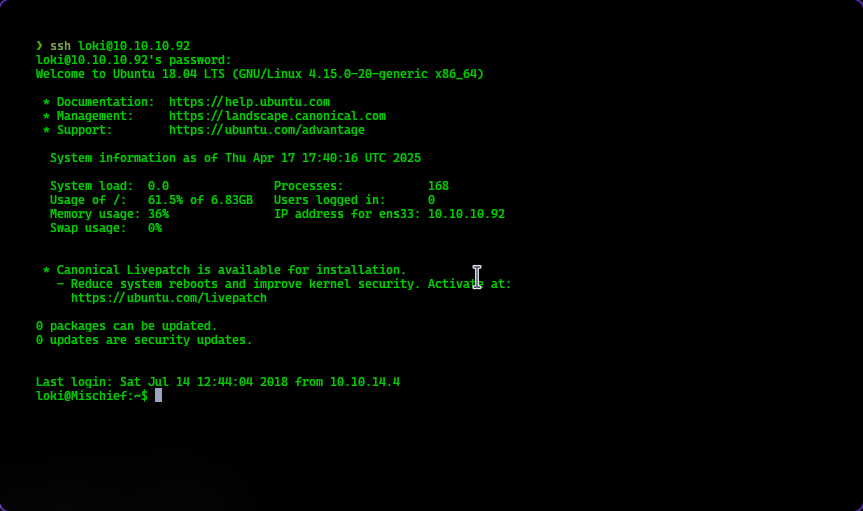 ❯ ssh loki@10.10.10.92
loki@10.10.10.92's password:
Welcome to Ubuntu 18.04 LTS (GNU/Linux 4.15.0-20-generic x86_64)
* Documentation:  https://help.ubuntu.com
* Management:     https://landscape.canonical.com
* Support:        https://ubuntu.com/advantage
System information as of Thu Apr 17 17:40:16 UTC 2025
System load:  0.0               Processes:            168
Usage of /:   61.5% of 6.83GB   Users logged in:      0
Memory usage: 36%               IP address for ens33: 10.10.10.92
Swap usage:   0%
* Canonical Livepatch is available for installation.
- Reduce system reboots and improve kernel security. Activate at:
https://ubuntu.com/livepatch
0 packages can be updated.
0 updates are security updates.
Last login: Sat Jul 14 12:44:04 2018 from 10.10.14.4
loki@Mischief:~$